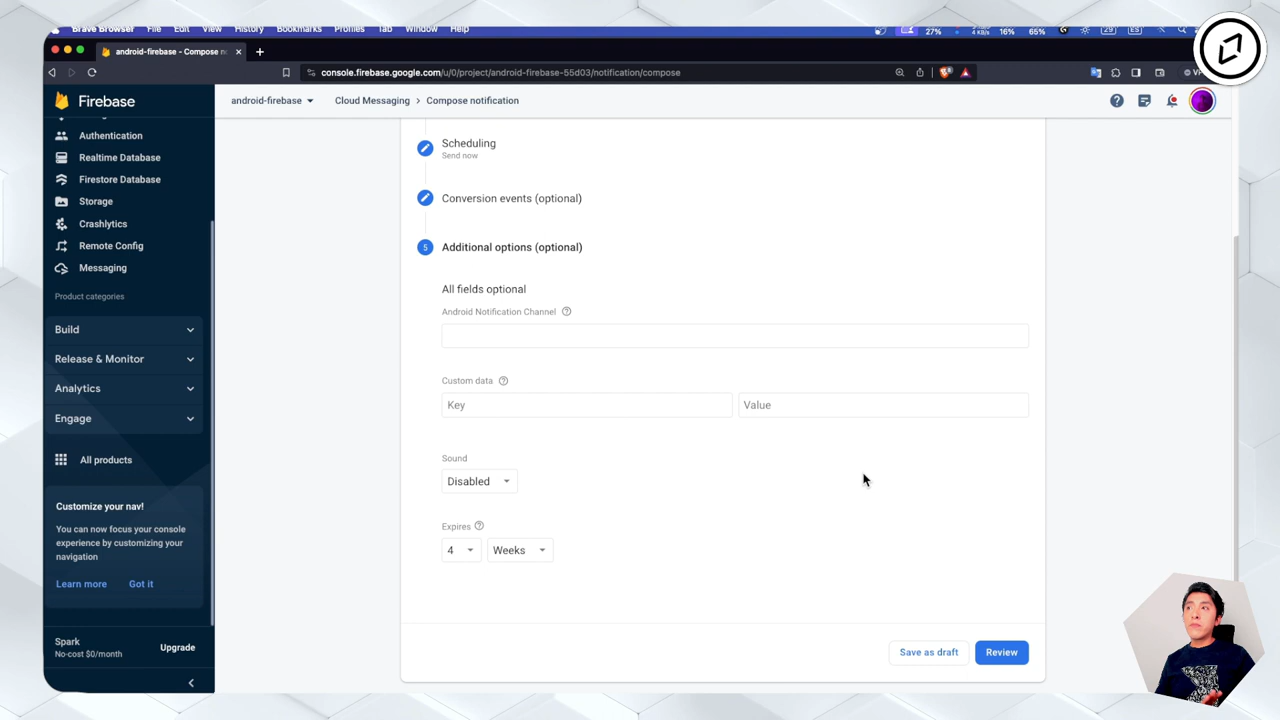 Brave Browser File Edit View History Bookmarks Profiles Tab Window Help
27% 16% 65%
android-firebase - Compose n
console.firebase.google.com/u/0/project/android-firebase-55d03/notification/compose
VP
Firebase
android-firebase
Cloud Messaging > Compose notification
Authentication
Realtime Database
Firestore Database
Storage
Crashlytics
Remote Config
Messaging
Product categories
Build
Release & Monitor
Analytics
Engage
All products
Customize your nav!
You can now focus your console
experience by customizing your
navigation
Learn more Got it
Spark
No-cost $0/month
Upgrade
Scheduling
Send now
Conversion events (optional)
5 Additional options (optional)
All fields optional
Android Notification Channel
Custom data
Key Value
Sound
Disabled
Expires
4 Weeks
Save as draft Review